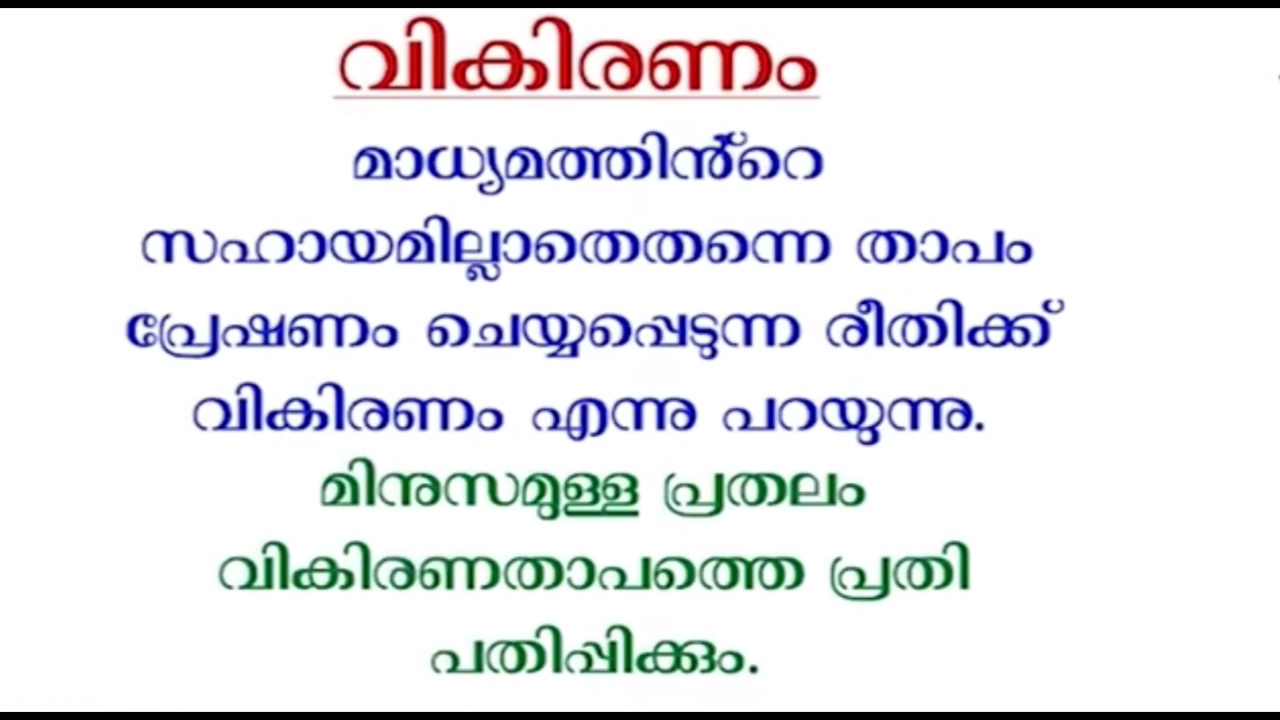 വികിരണം
മാധ്യമത്തിൻ്റെ
സഹായമില്ലാതെതന്നെ താപം
പ്രേഷണം ചെയ്യപ്പെടുന്ന രീതിക്ക്
വികിരണം എന്നു പറയുന്നു.
മിനുസമുള്ള പ്രതലം
വികിരണതാപത്തെ പ്രതി
പതിപ്പിക്കും.